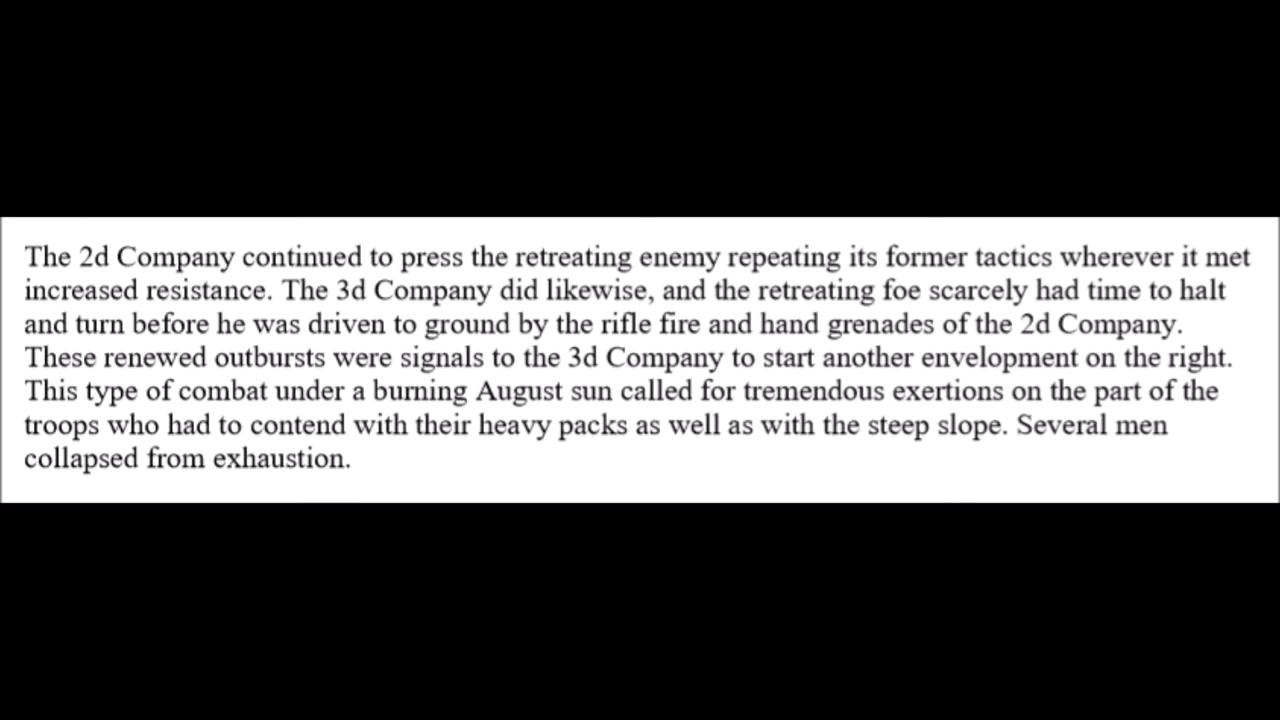 The 2d Company continued to press the retreating enemy repeating its former tactics wherever it met
increased resistance. The 3d Company did likewise, and the retreating foe scarcely had time to halt
and turn before he was driven to ground by the rifle fire and hand grenades of the 2d Company.
These renewed outbursts were signals to the 3d Company to start another envelopment on the right.
This type of combat under a burning August sun called for tremendous exertions on the part of the
troops who had to contend with their heavy packs as well as with the steep slope. Several men
collapsed from exhaustion.